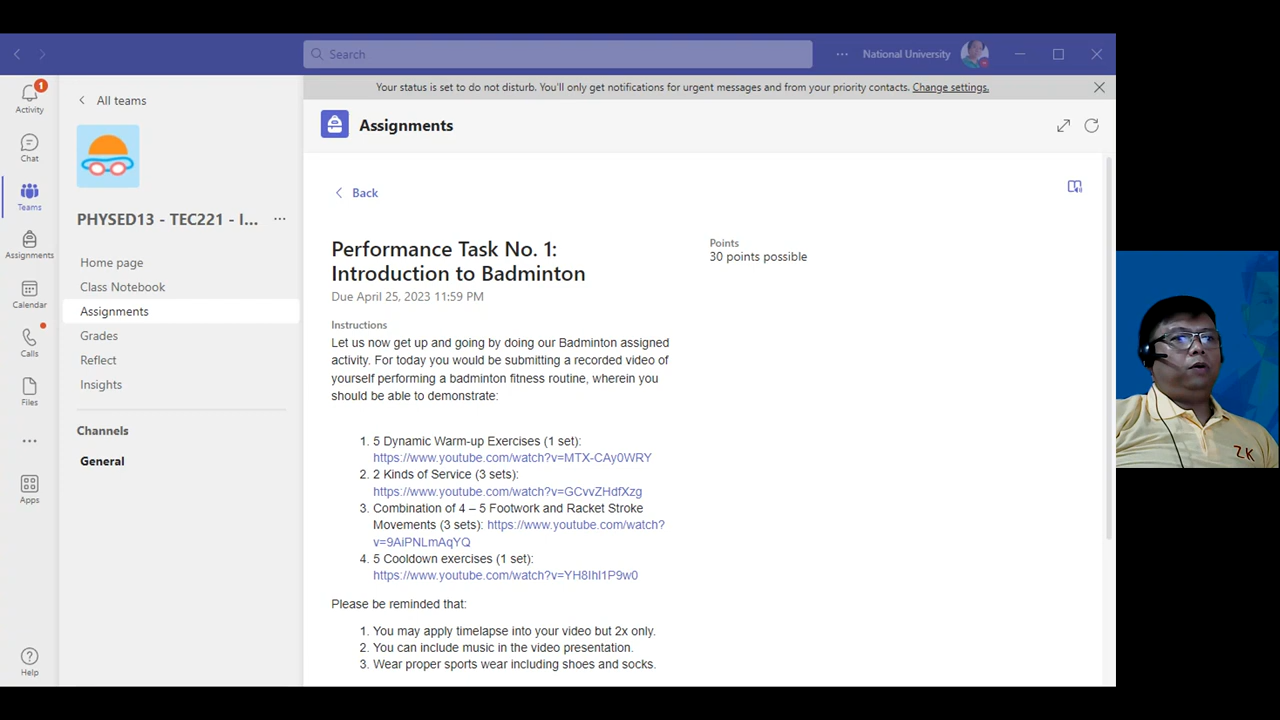 Search
National University
Your status is set to do not disturb. You'll only get notifications for urgent messages and from your priority contacts. Change settings.
1
Activity
Chat
Teams
Assignments
Calendar
Calls
Files
Apps
Help
All teams
PHYSED13 - TEC221 - I...
Home page
Class Notebook
Assignments
Grades
Reflect
Insights
Channels
General
Assignments
Back
Performance Task No. 1:
Introduction to Badminton
Due April 25, 2023 11:59 PM
Points
30 points possible
Instructions
Let us now get up and going by doing our Badminton assigned
activity. For today you would be submitting a recorded video of
yourself performing a badminton fitness routine, wherein you
should be able to demonstrate:
1. 5 Dynamic Warm-up Exercises (1 set):
https://www.youtube.com/watch?v=MTX-CAy0WRY
2. 2 Kinds of Service (3 sets):
https://www.youtube.com/watch?v=GCvvZHdfXzg
3. Combination of 4 – 5 Footwork and Racket Stroke
Movements (3 sets): https://www.youtube.com/watch?
v=9AiPNLmAqYQ
4. 5 Cooldown exercises (1 set):
https://www.youtube.com/watch?v=YH8IhI1P9w0
Please be reminded that:
1. You may apply timelapse into your video but 2x only.
2. You can include music in the video presentation.
3. Wear proper sports wear including shoes and socks.
ZK